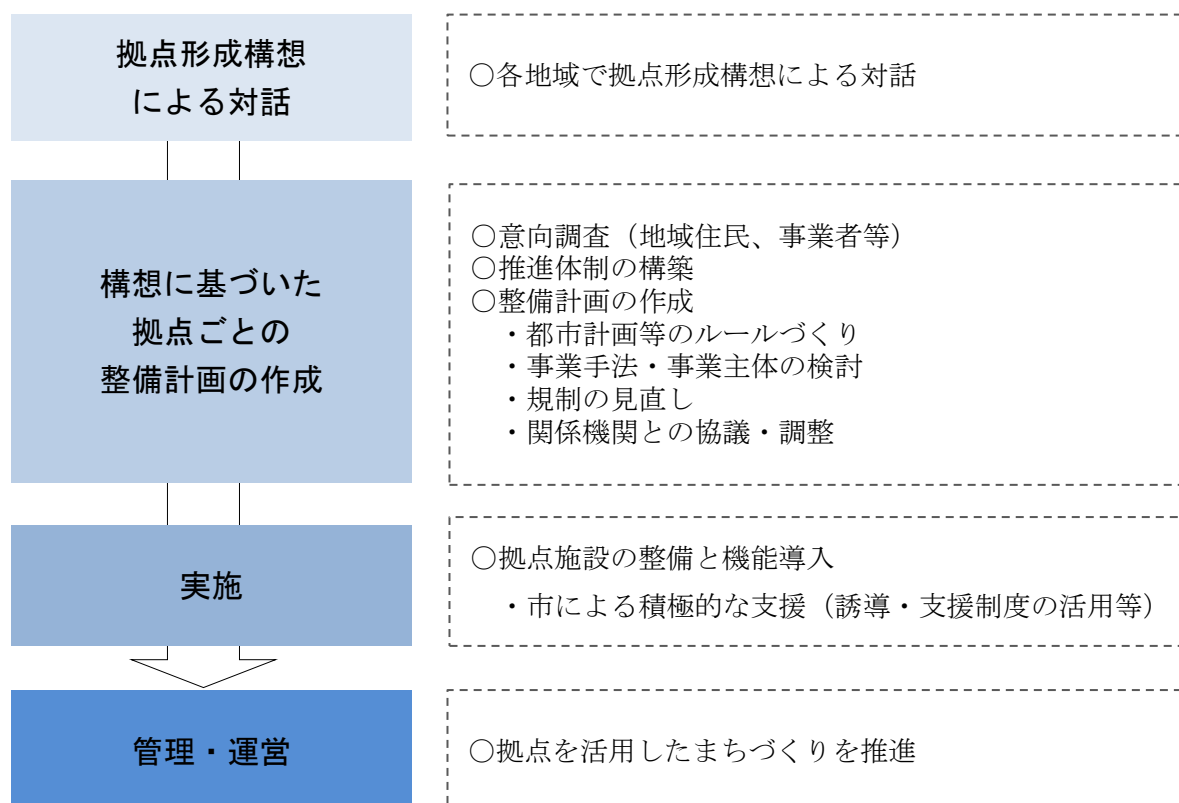 拠点形成構想
による対話
○各地域で拠点形成構想による対話
構想に基づいた
拠点ごとの
整備計画の作成
○意向調査（地域住民、事業者等）
○推進体制の構築
○整備計画の作成
・都市計画等のルールづくり
・事業手法・事業主体の検討
・規制の見直し
・関係機関との協議・調整
実施
○拠点施設の整備と機能導入
・市による積極的な支援（誘導・支援制度の活用等）
管理・運営
○拠点を活用したまちづくりを推進